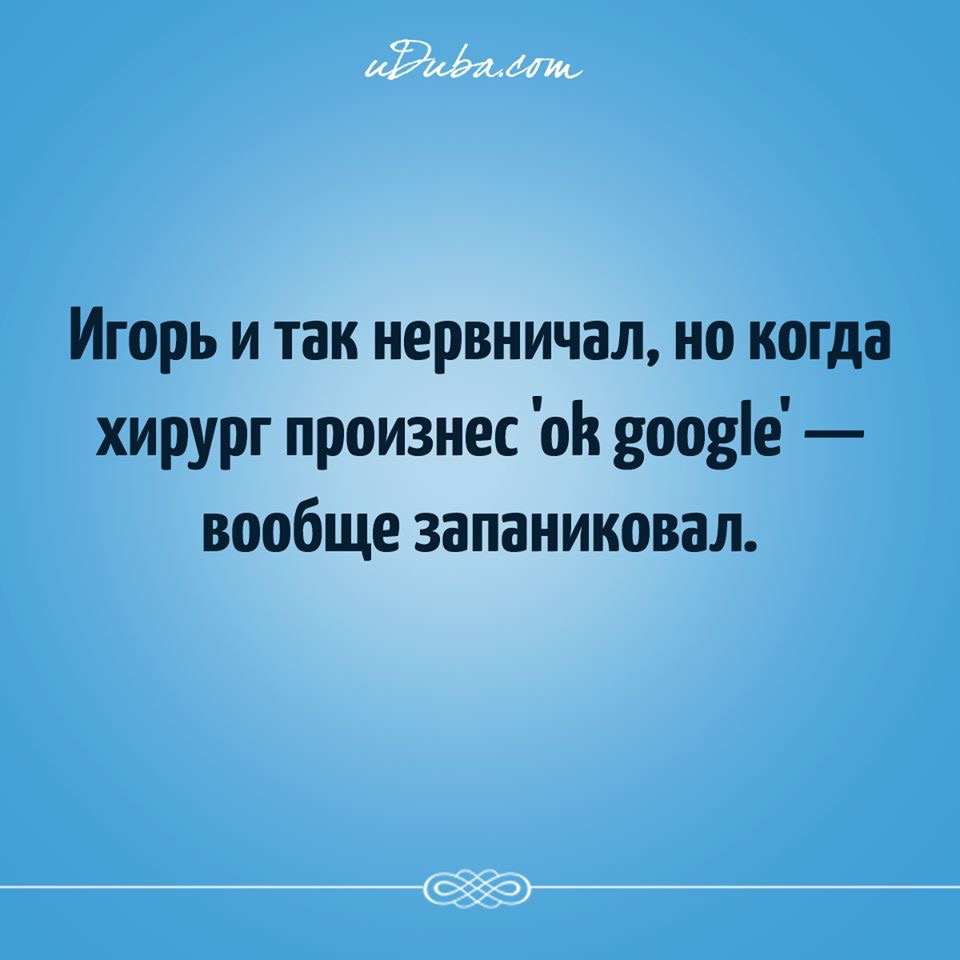 uDuba.com
Игорь и так нервничал, но когда
хирург произнес 'ok google' —
вообще запаниковал.